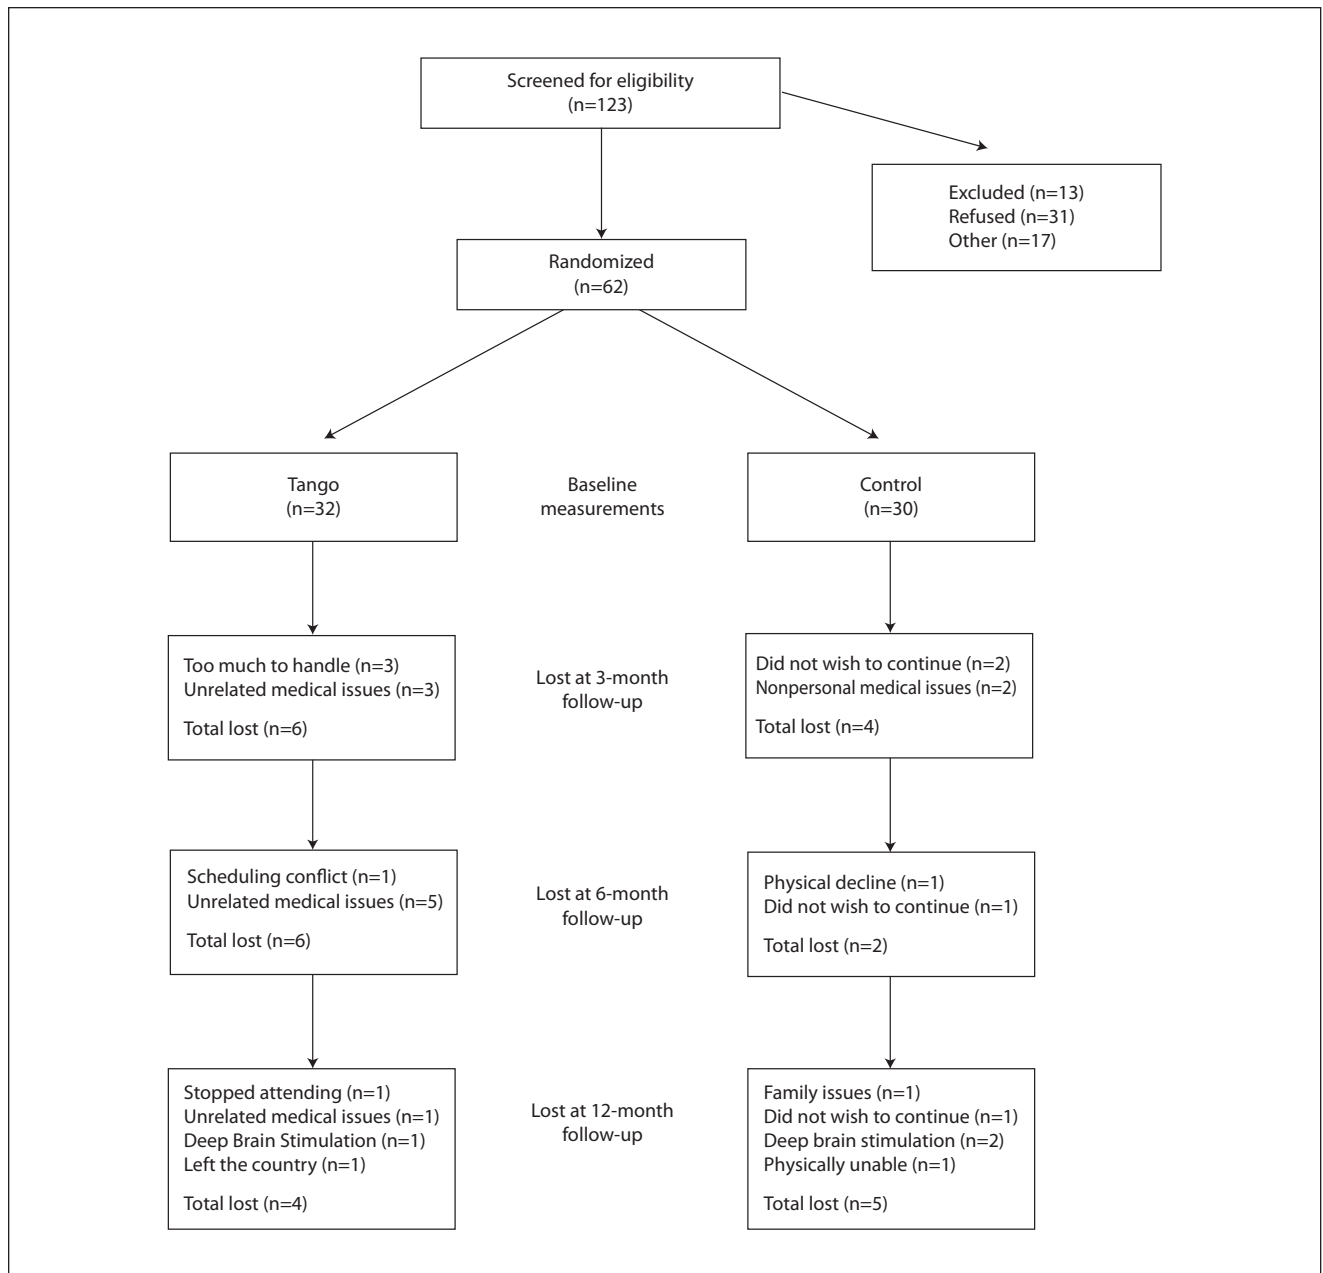 Screened for eligibility
(n=123)
Excluded (n=13)
Refused (n=31)
Other (n=17)
Randomized
(n=62)
Tango
(n=32)
Baseline
measurements
Control
(n=30)
Too much to handle (n=3)
Unrelated medical issues (n=3)
Total lost (n=6)
Lost at 3-month
follow-up
Did not wish to continue (n=2)
Nonpersonal medical issues (n=2)
Total lost (n=4)
Scheduling conflict (n=1)
Unrelated medical issues (n=5)
Total lost (n=6)
Lost at 6-month
follow-up
Physical decline (n=1)
Did not wish to continue (n=1)
Total lost (n=2)
Stopped attending (n=1)
Unrelated medical issues (n=1)
Deep Brain Stimulation (n=1)
Left the country (n=1)
Total lost (n=4)
Lost at 12-month
follow-up
Family issues (n=1)
Did not wish to continue (n=1)
Deep brain stimulation (n=2)
Physically unable (n=1)
Total lost (n=5)